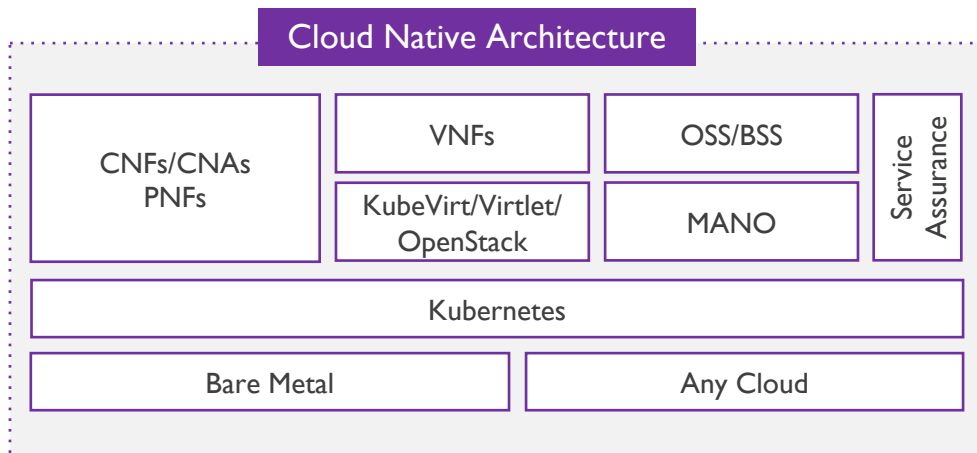 Cloud Native Architecture
CNFs/CNAs
PNFs
VNFs
KubeVirt/Virtlet/
OpenStack
OSS/BSS
MANO
Service
Assurance
Kubernetes
Bare Metal
Any Cloud